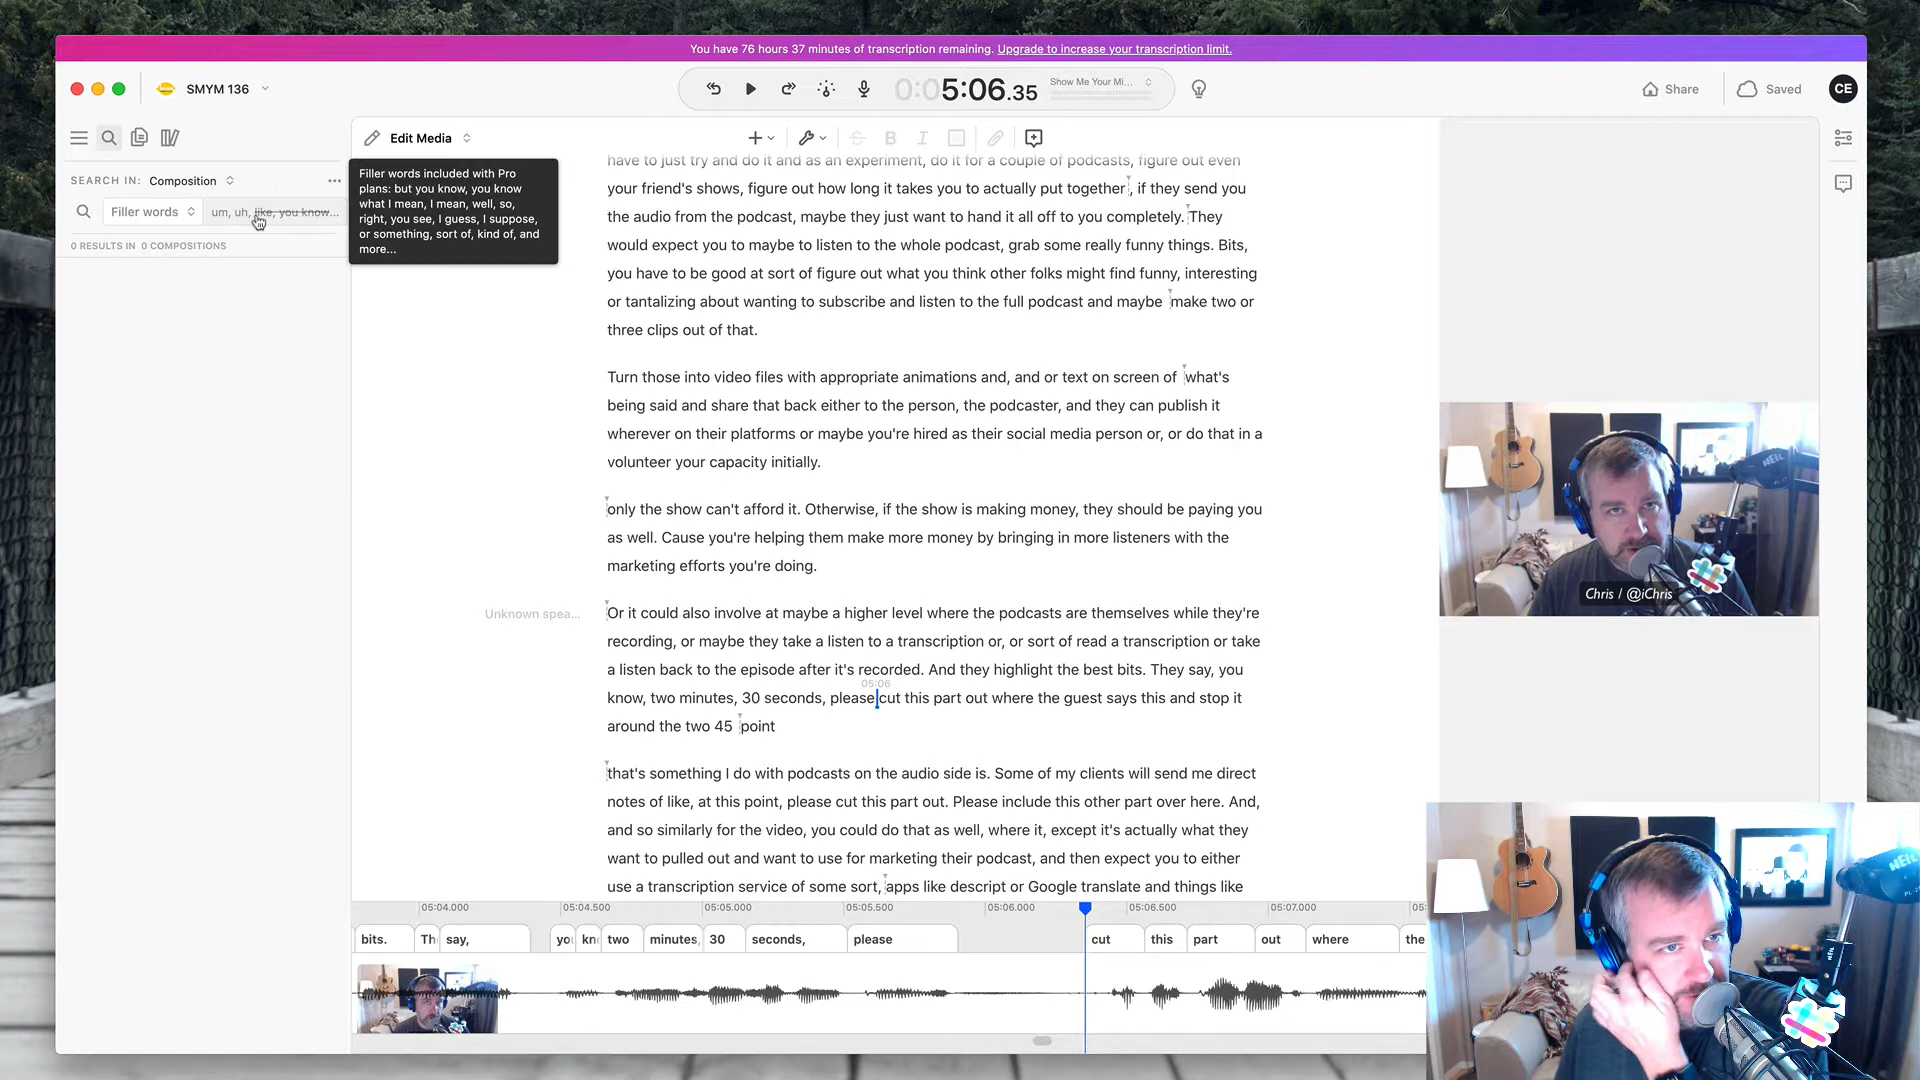 You have 76 hours 37 minutes of transcription remaining. Upgrade to increase your transcription limit.
SMYM 136
0:05:06.35
Show Me Your Mi...
Share
Saved
CE
Edit Media
B
I
SEARCH IN: Composition
Filler words
um, uh, like, you know...
0 RESULTS IN 0 COMPOSITIONS
Filler words included with Pro
plans: but you know, you know
what I mean, I mean, well, so,
right, you see, I guess, I suppose,
or something, sort of, kind of, and
more...
have to just try and do it and as an experiment, do it for a couple of podcasts, figure out even
your friend's shows, figure out how long it takes you to actually put together , if they send you
the audio from the podcast, maybe they just want to hand it all off to you completely. They
would expect you to maybe to listen to the whole podcast, grab some really funny things. Bits,
you have to be good at sort of figure out what you think other folks might find funny, interesting
or tantalizing about wanting to subscribe and listen to the full podcast and maybe make two or
three clips out of that.
Turn those into video files with appropriate animations and, and or text on screen of what's
being said and share that back either to the person, the podcaster, and they can publish it
wherever on their platforms or maybe you're hired as their social media person or, or do that in a
volunteer your capacity initially.
only the show can't afford it. Otherwise, if the show is making money, they should be paying you
as well. Cause you're helping them make more money by bringing in more listeners with the
marketing efforts you're doing.
Unknown spea...
Or it could also involve at maybe a higher level where the podcasts are themselves while they're
recording, or maybe they take a listen to a transcription or, or sort of read a transcription or take
a listen back to the episode after it's recorded. And they highlight the best bits. They say, you
05:06
know, two minutes, 30 seconds, please cut this part out where the guest says this and stop it
around the two 45 point
that's something I do with podcasts on the audio side is. Some of my clients will send me direct
notes of like, at this point, please cut this part out. Please include this other part over here. And,
and so similarly for the video, you could do that as well, where it, except it's actually what they
want to pulled out and want to use for marketing their podcast, and then expect you to either
use a transcription service of some sort, apps like descript or Google translate and things like
Chris / @iChris
05:04.000
05:04.500
05:05.000
05:05.500
05:06.000
05:06.500
05:07.000
bits.
Th
say,
yo
kn
two
minutes,
30
seconds,
please
cut
this
part
out
where
the